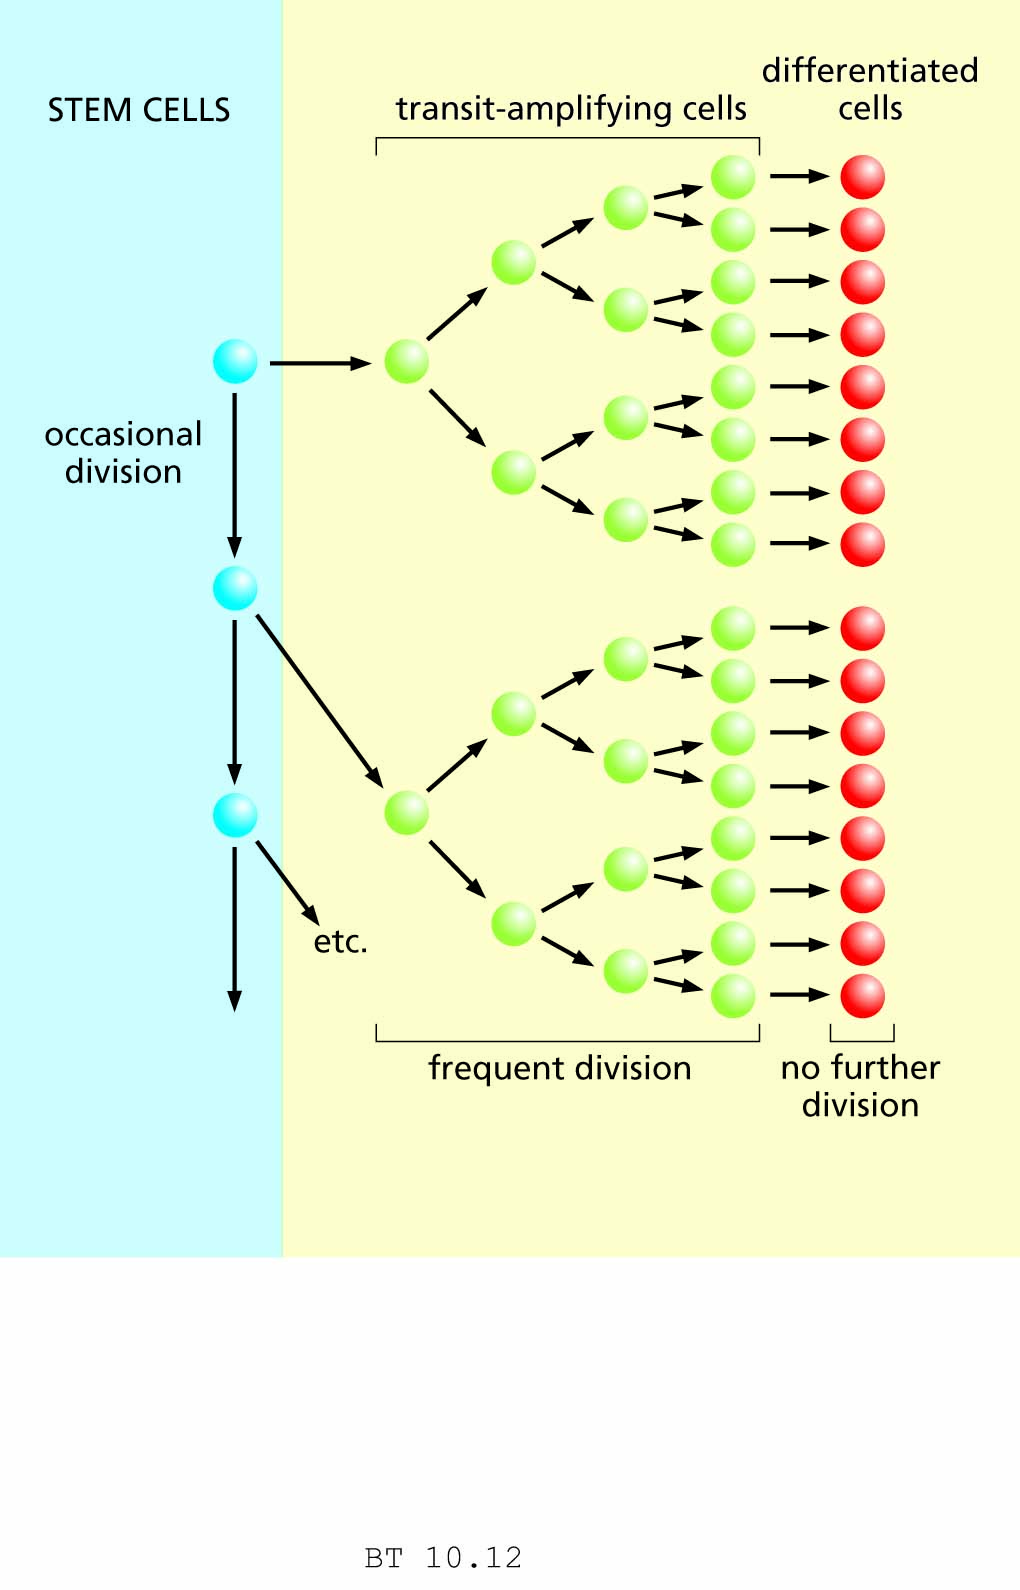 STEM CELLS
transit-amplifying cells
differentiated
cells
occasional
division
etc.
frequent division
no further
division
BT 10.12